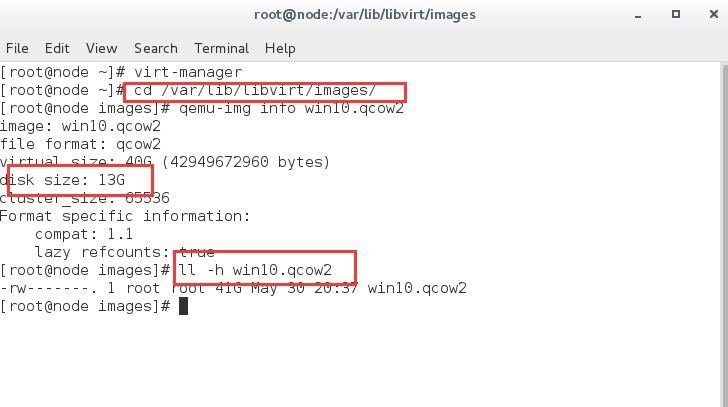 root@node:/var/lib/libvirt/images
File Edit View Search Terminal Help
[root@node ~]# virt-manager
[root@node ~]# cd /var/lib/libvirt/images/
[root@node images]# qemu-img info win10.qcow2
image: win10.qcow2
file format: qcow2
virtual size: 40G (42949672960 bytes)
disk size: 13G
cluster_size: 65536
Format specific information:
    compat: 1.1
    lazy refcounts: true
[root@node images]# ll -h win10.qcow2
-rw-------. 1 root root 41G May 30 20:37 win10.qcow2
[root@node images]#